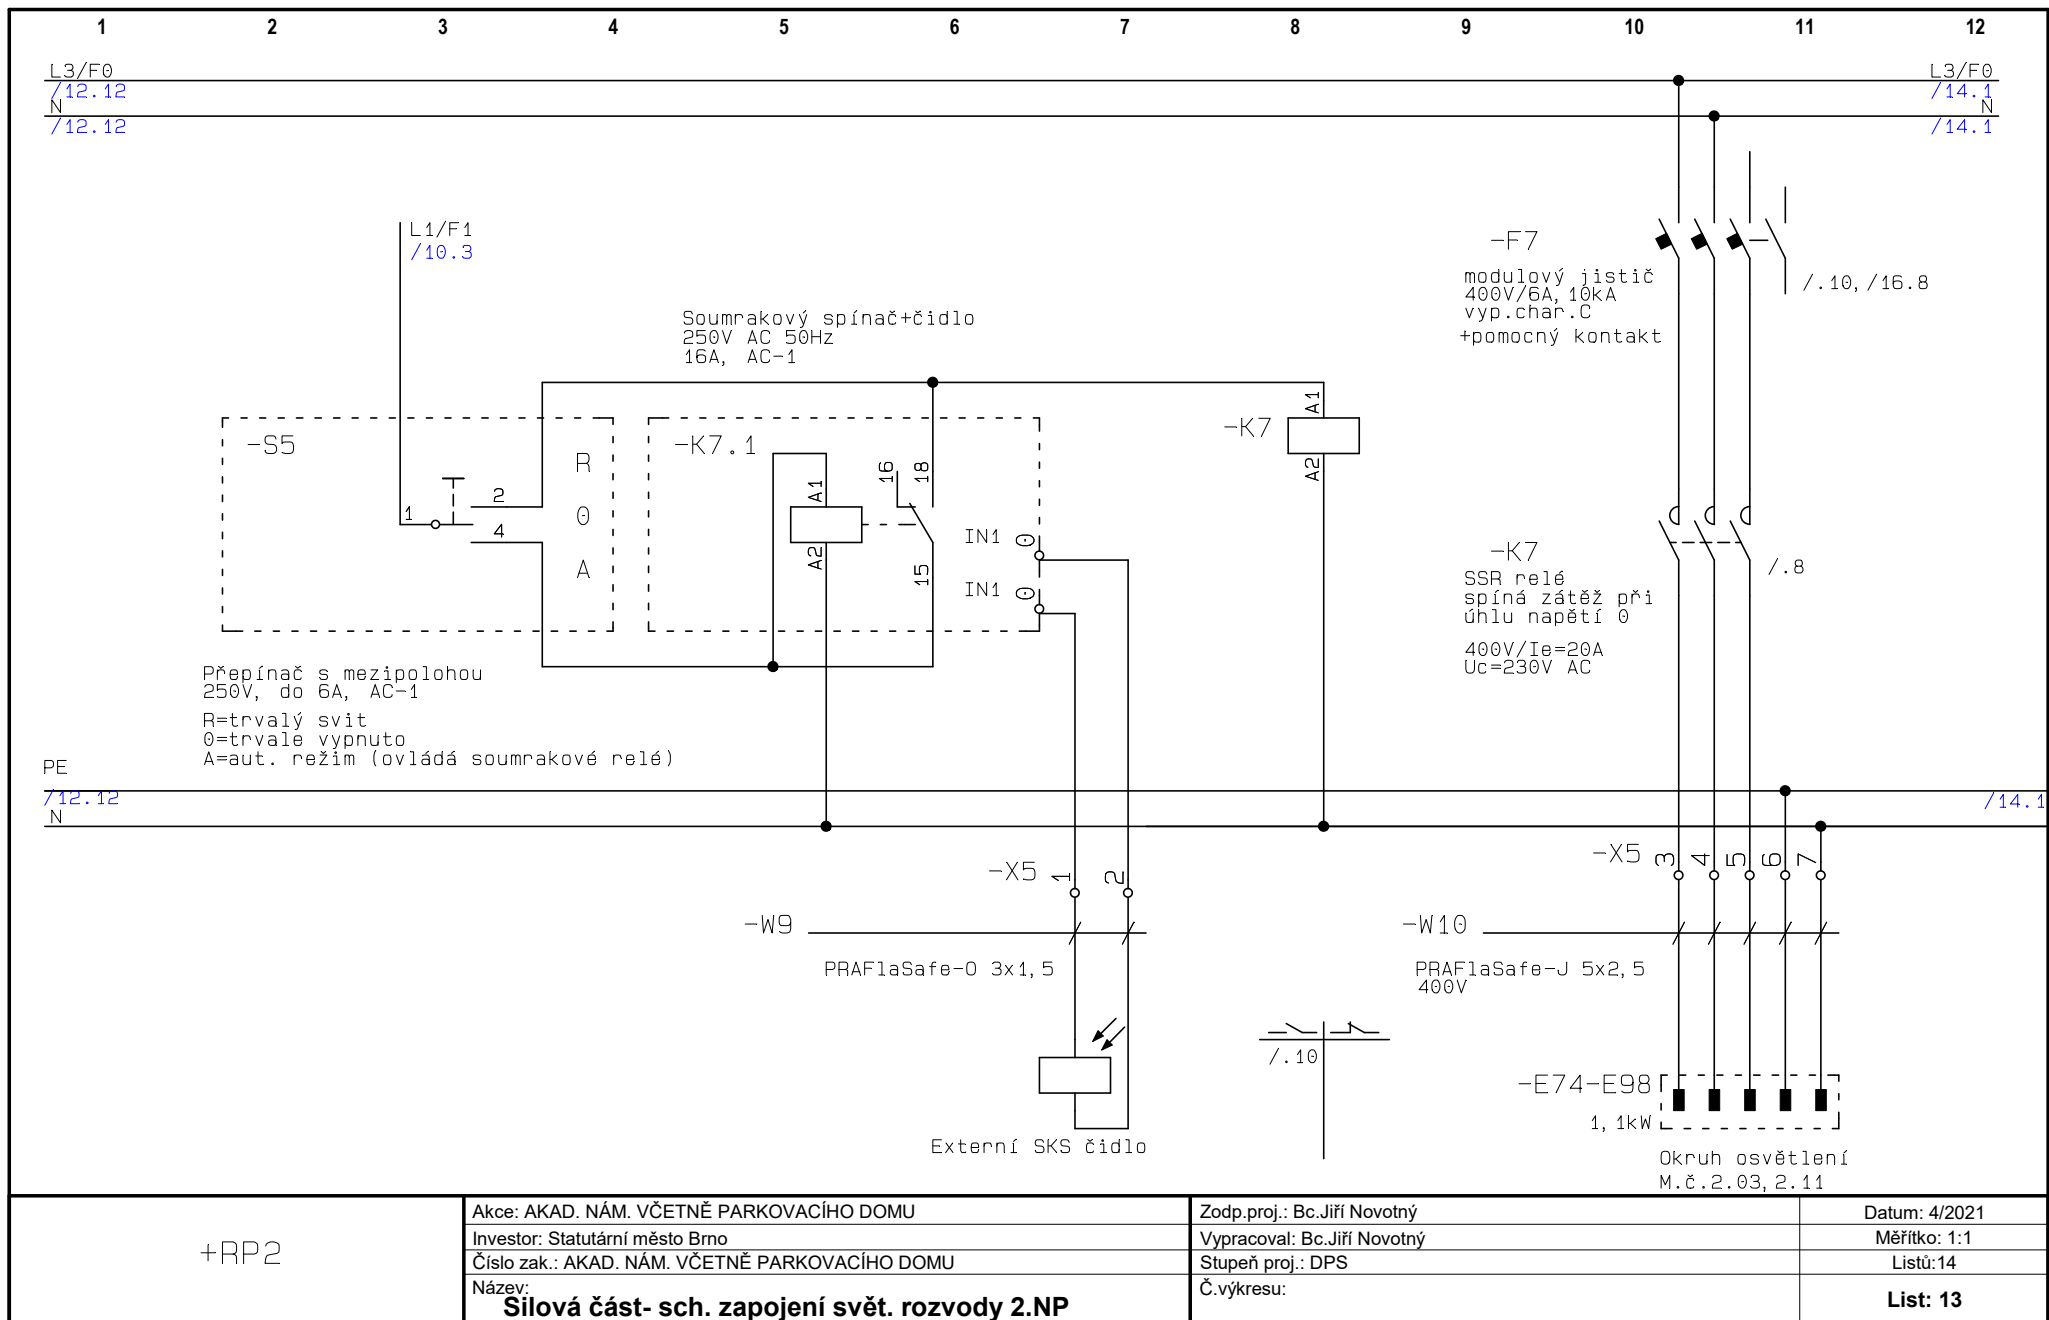 1 2 3 4 5 6 7 8 9 10 11 12
L3/F0
/12.12
N
/12.12
L3/F0
/14.1
N
/14.1
L1/F1
/10.3
-F7
modulový jistič
400V/6A, 10kA
vyp.char.C
+pomocný kontakt
/.10, /16.8
Soumrakový spínač+čidlo
250V AC 50Hz
16A, AC-1
-S5
R
0
A
1
2
4
-K7.1
A1
A2
16
18
15
IN1 0
IN1 0
-K7
A1
A2
-K7
SSR relé
spíná zátěž při
úhlu napětí 0
400V/Ie=20A
Uc=230V AC
/.8
Přepínač s mezipolohou
250V, do 6A, AC-1
R=trvalý svit
0=trvale vypnuto
A=aut. režim (ovládá soumrakové relé)
PE
/12.12
N
/14.1
-X5 1 2
-X5 3 4 5 6 7
-W9
PRAFlaSafe-O 3x1,5
-W10
PRAFlaSafe-J 5x2,5
400V
/.10
Externí SKS čidlo
-E74-E98
1,1kW
Okruh osvětlení
M.č.2.03, 2.11
+RP2
Akce: AKAD. NÁM. VČETNĚ PARKOVACÍHO DOMU
Investor: Statutární město Brno
Číslo zak.: AKAD. NÁM. VČETNĚ PARKOVACÍHO DOMU
Název:
Silová část- sch. zapojení svět. rozvody 2.NP
Zodp.proj.: Bc.Jiří Novotný
Vypracoval: Bc.Jiří Novotný
Stupeň proj.: DPS
Č.výkresu:
Datum: 4/2021
Měřítko: 1:1
Listů:14
List: 13